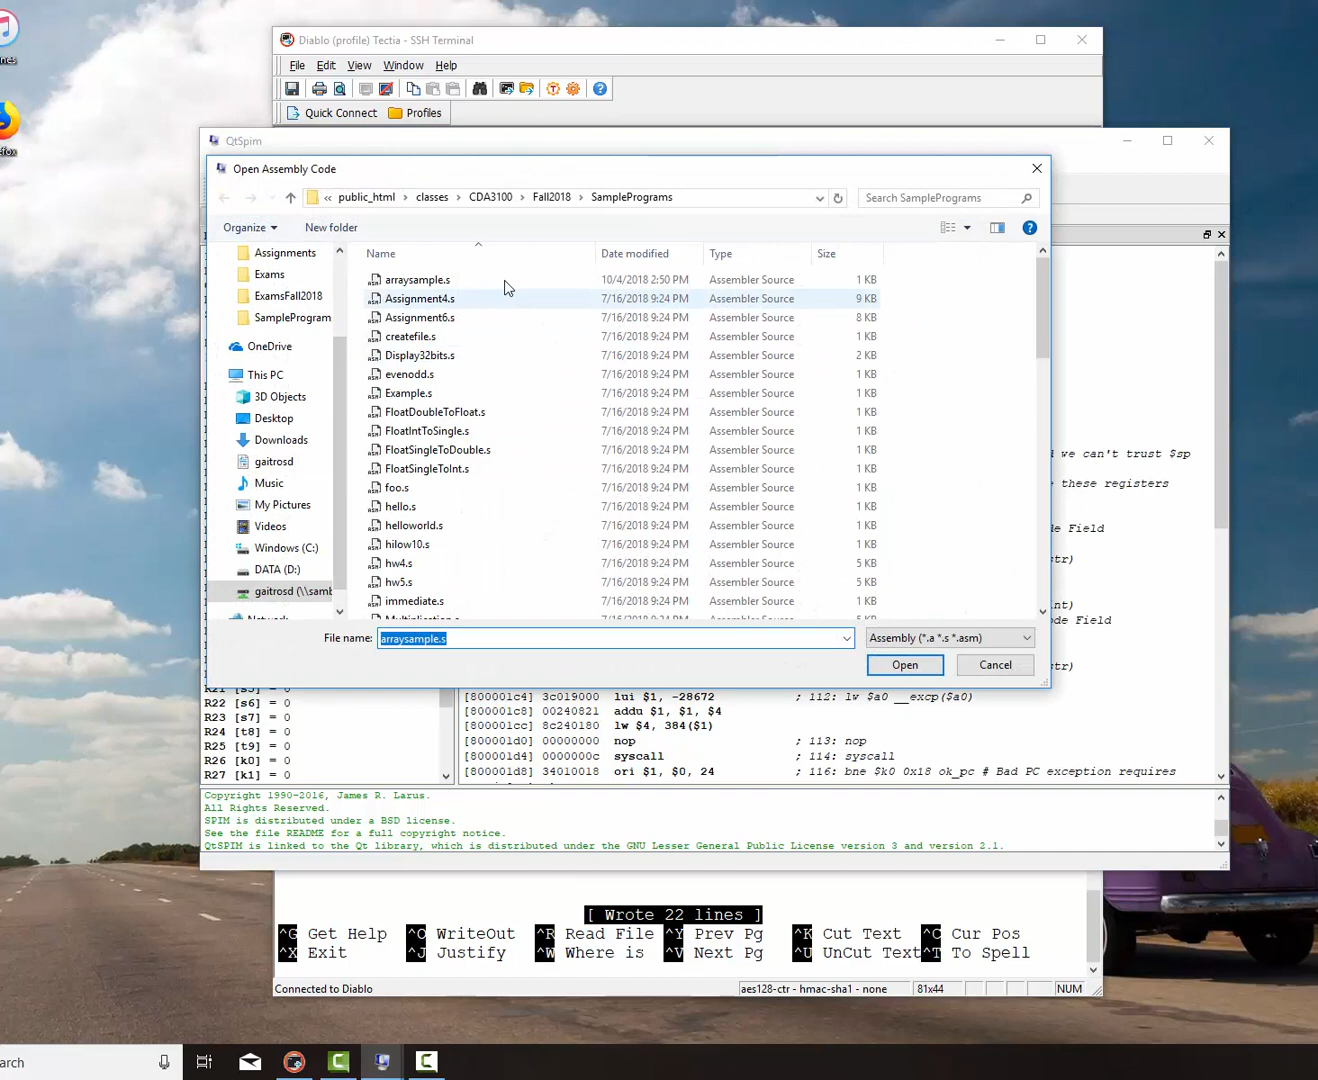 nes
efox
Diablo (profile) Tectia - SSH Terminal
File Edit View Window Help
Quick Connect Profiles
QtSpim
Open Assembly Code
« public_html › classes › CDA3100 › Fall2018 › SamplePrograms
Search SamplePrograms
Organize New folder
Name Date modified Type Size
Assignments
Exams
ExamsFall2018
SampleProgram
OneDrive
This PC
3D Objects
Desktop
Downloads
gaitrosd
Music
My Pictures
Videos
Windows (C:)
DATA (D:)
gaitrosd (\\samb
arraysample.s 10/4/2018 2:50 PM Assembler Source 1 KB
Assignment4.s 7/16/2018 9:24 PM Assembler Source 9 KB
Assignment6.s 7/16/2018 9:24 PM Assembler Source 8 KB
createfile.s 7/16/2018 9:24 PM Assembler Source 1 KB
Display32bits.s 7/16/2018 9:24 PM Assembler Source 2 KB
evenodd.s 7/16/2018 9:24 PM Assembler Source 1 KB
Example.s 7/16/2018 9:24 PM Assembler Source 1 KB
FloatDoubleToFloat.s 7/16/2018 9:24 PM Assembler Source 1 KB
FloatIntToSingle.s 7/16/2018 9:24 PM Assembler Source 1 KB
FloatSingleToDouble.s 7/16/2018 9:24 PM Assembler Source 1 KB
FloatSingleToInt.s 7/16/2018 9:24 PM Assembler Source 1 KB
foo.s 7/16/2018 9:24 PM Assembler Source 1 KB
hello.s 7/16/2018 9:24 PM Assembler Source 1 KB
helloworld.s 7/16/2018 9:24 PM Assembler Source 1 KB
hilow10.s 7/16/2018 9:24 PM Assembler Source 1 KB
hw4.s 7/16/2018 9:24 PM Assembler Source 5 KB
hw5.s 7/16/2018 9:24 PM Assembler Source 5 KB
immediate.s 7/16/2018 9:24 PM Assembler Source 1 KB
File name: arraysample.s Assembly (*.a *.s *.asm)
Open Cancel
d we can't trust $sp
e these registers
de Field
tr)
nt)
ode Field
tr)
R21 [s5] = 0
R22 [s6] = 0
R23 [s7] = 0
R24 [t8] = 0
R25 [t9] = 0
R26 [k0] = 0
R27 [k1] = 0
[800001c4] 3c019000 lui $1, -28672 ; 112: lw $a0 __excp($a0)
[800001c8] 00240821 addu $1, $1, $4
[800001cc] 8c240180 lw $4, 384($1)
[800001d0] 00000000 nop ; 113: nop
[800001d4] 0000000c syscall ; 114: syscall
[800001d8] 34010018 ori $1, $0, 24 ; 116: bne $k0 0x18 ok_pc # Bad PC exception requires
Copyright 1990-2016, James R. Larus.
All Rights Reserved.
SPIM is distributed under a BSD license.
See the file README for a full copyright notice.
QtSPIM is linked to the Qt library, which is distributed under the GNU Lesser General Public License version 3 and version 2.1.
[ Wrote 22 lines ]
^G Get Help ^O WriteOut ^R Read File ^Y Prev Pg ^K Cut Text ^C Cur Pos
^X Exit ^J Justify ^W Where is ^V Next Pg ^U UnCut Text ^T To Spell
Connected to Diablo aes128-ctr - hmac-sha1 - none 81x44 NUM
arch